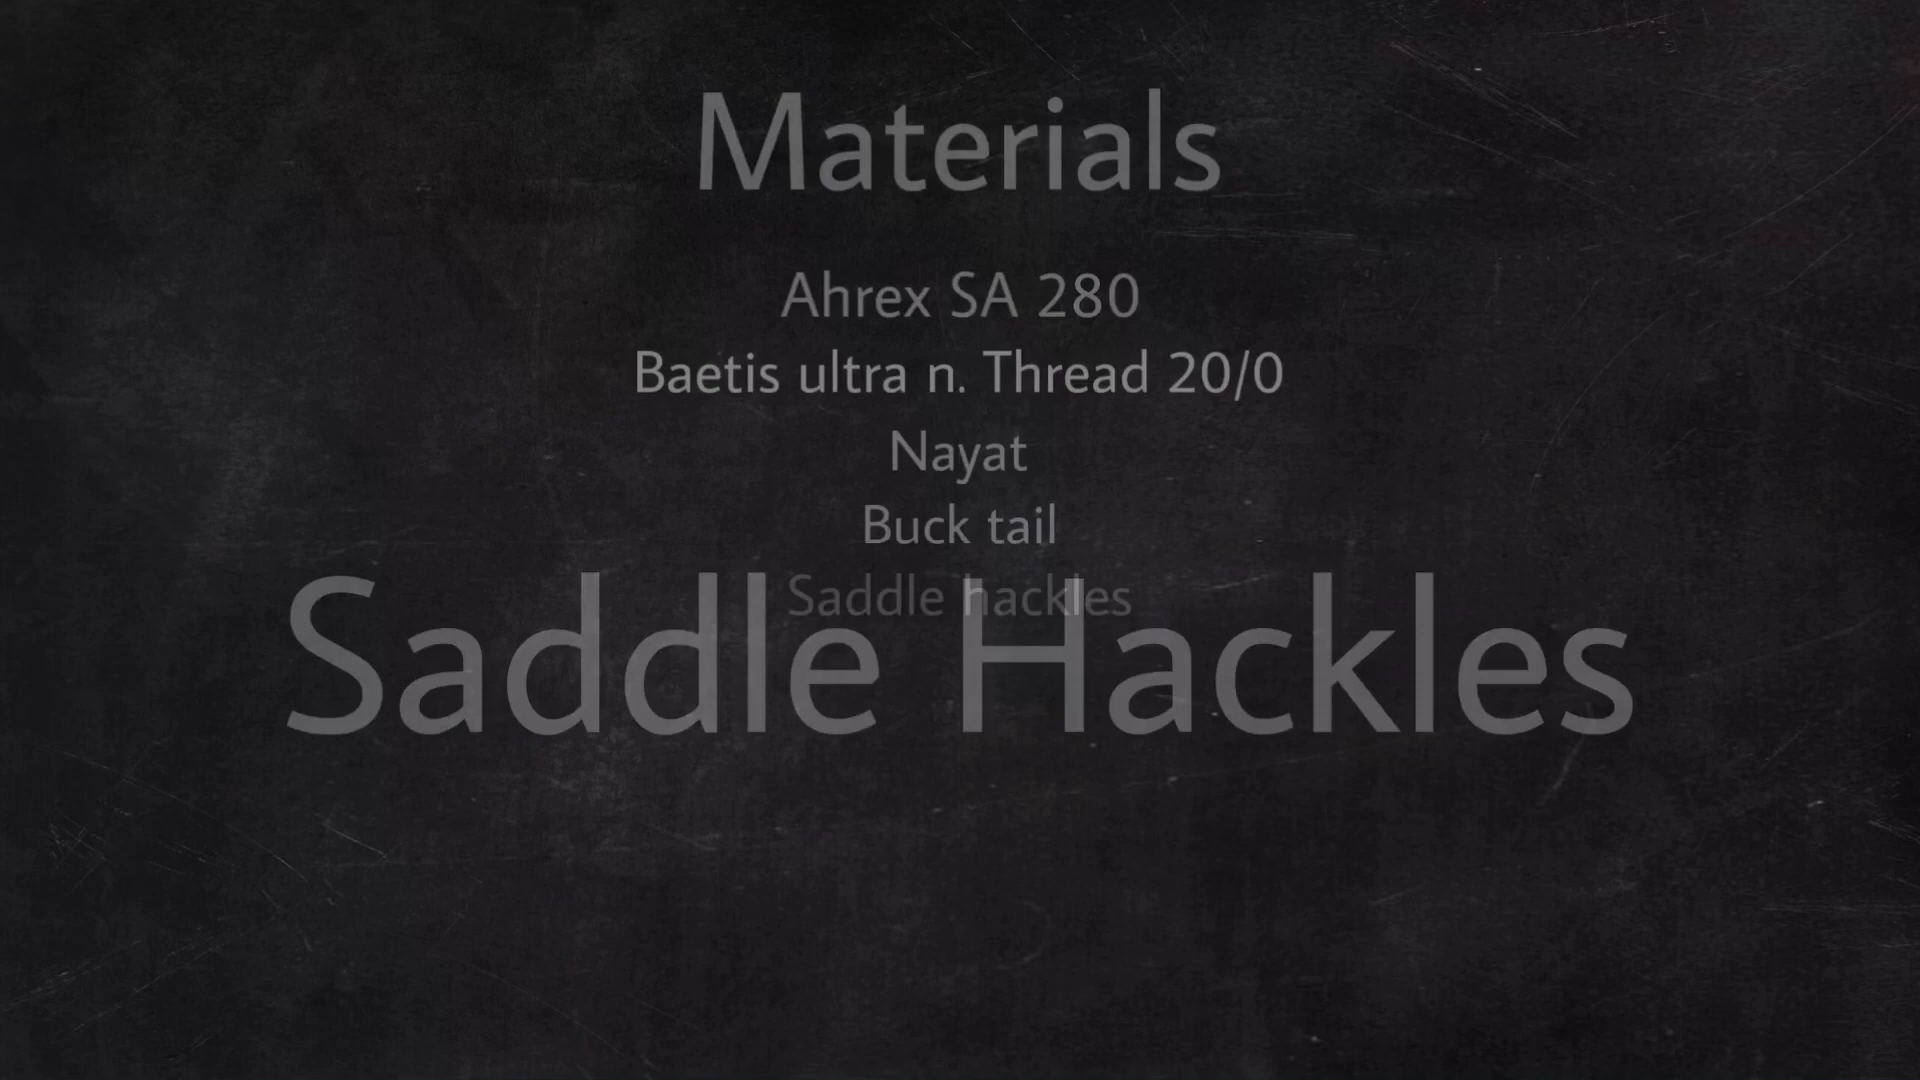 Materials
Ahrex SA 280
Baetis ultra n. Thread 20/0
Nayat
Buck tail
Saddle hackles
Saddle Hackles